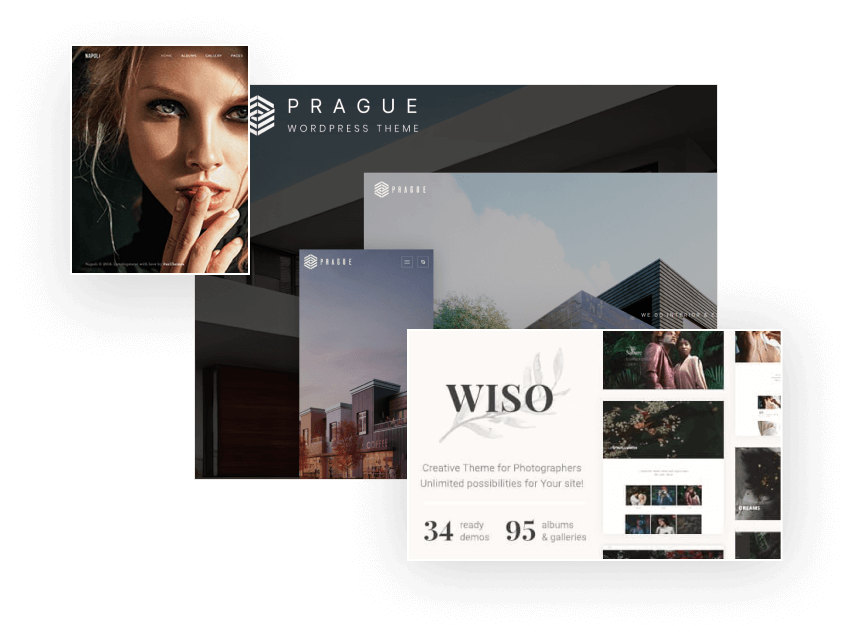 NAPOLI
HOME ALBUMS GALLERY PAGES
PRAGUE
WORDPRESS THEME
PRAGUE
PRAGUE
WE DO INTERIOR &
COFFEE
WISO
Creative Theme for Photographers
Unlimited possibilities for Your site!
34 ready demos
95 albums & galleries
DREAMS